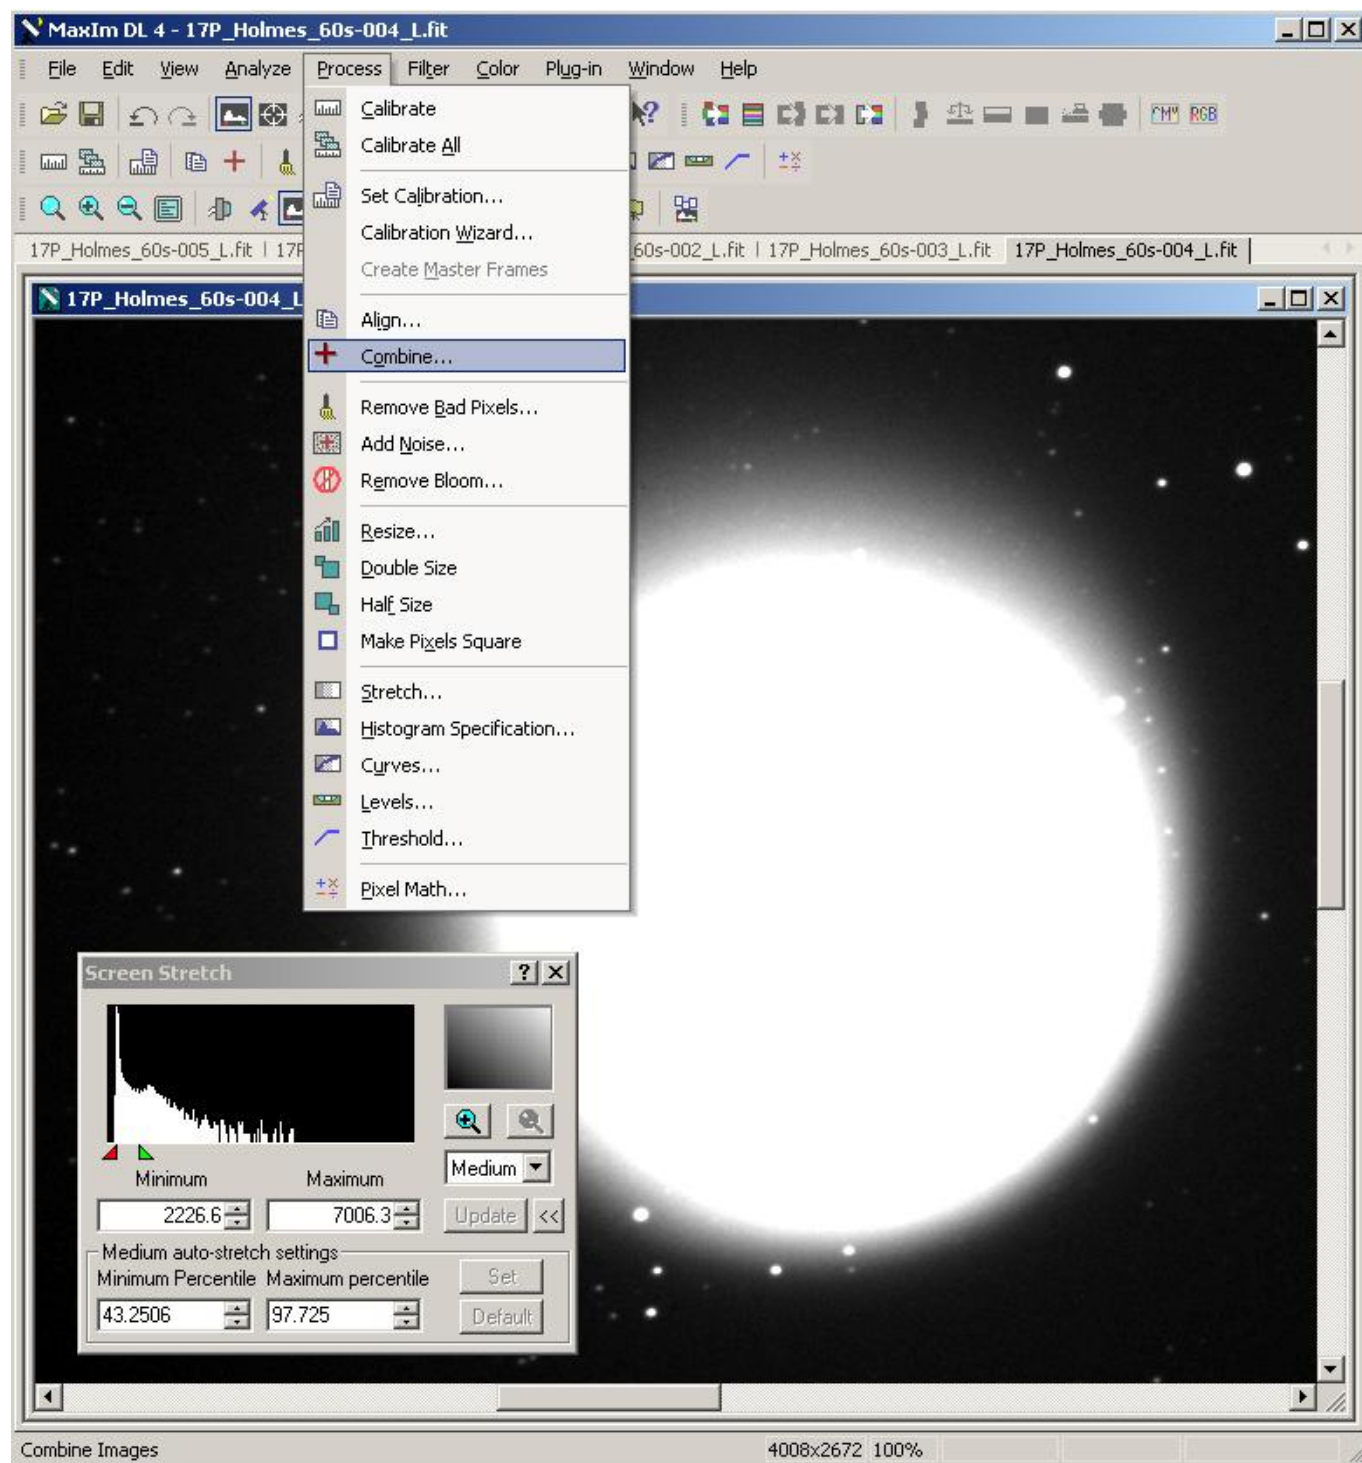 MaxIm DL 4 - 17P_Holmes_60s-004_L.fit
File Edit View Analyze Process Filter Color Plug-in Window Help
CMY RGB
17P_Holmes_60s-005_L.fit | 17P 60s-002_L.fit | 17P_Holmes_60s-003_L.fit 17P_Holmes_60s-004_L.fit
17P_Holmes_60s-004_L
Calibrate
Calibrate All
Set Calibration...
Calibration Wizard...
Create Master Frames
Align...
Combine...
Remove Bad Pixels...
Add Noise...
Remove Bloom...
Resize...
Double Size
Half Size
Make Pixels Square
Stretch...
Histogram Specification...
Curves...
Levels...
Threshold...
Pixel Math...
Screen Stretch
Minimum Maximum Medium
2226.6 7006.3 Update <<
Medium auto-stretch settings
Minimum Percentile Maximum percentile Set
43.2506 97.725 Default
Combine Images 4008x2672 100%